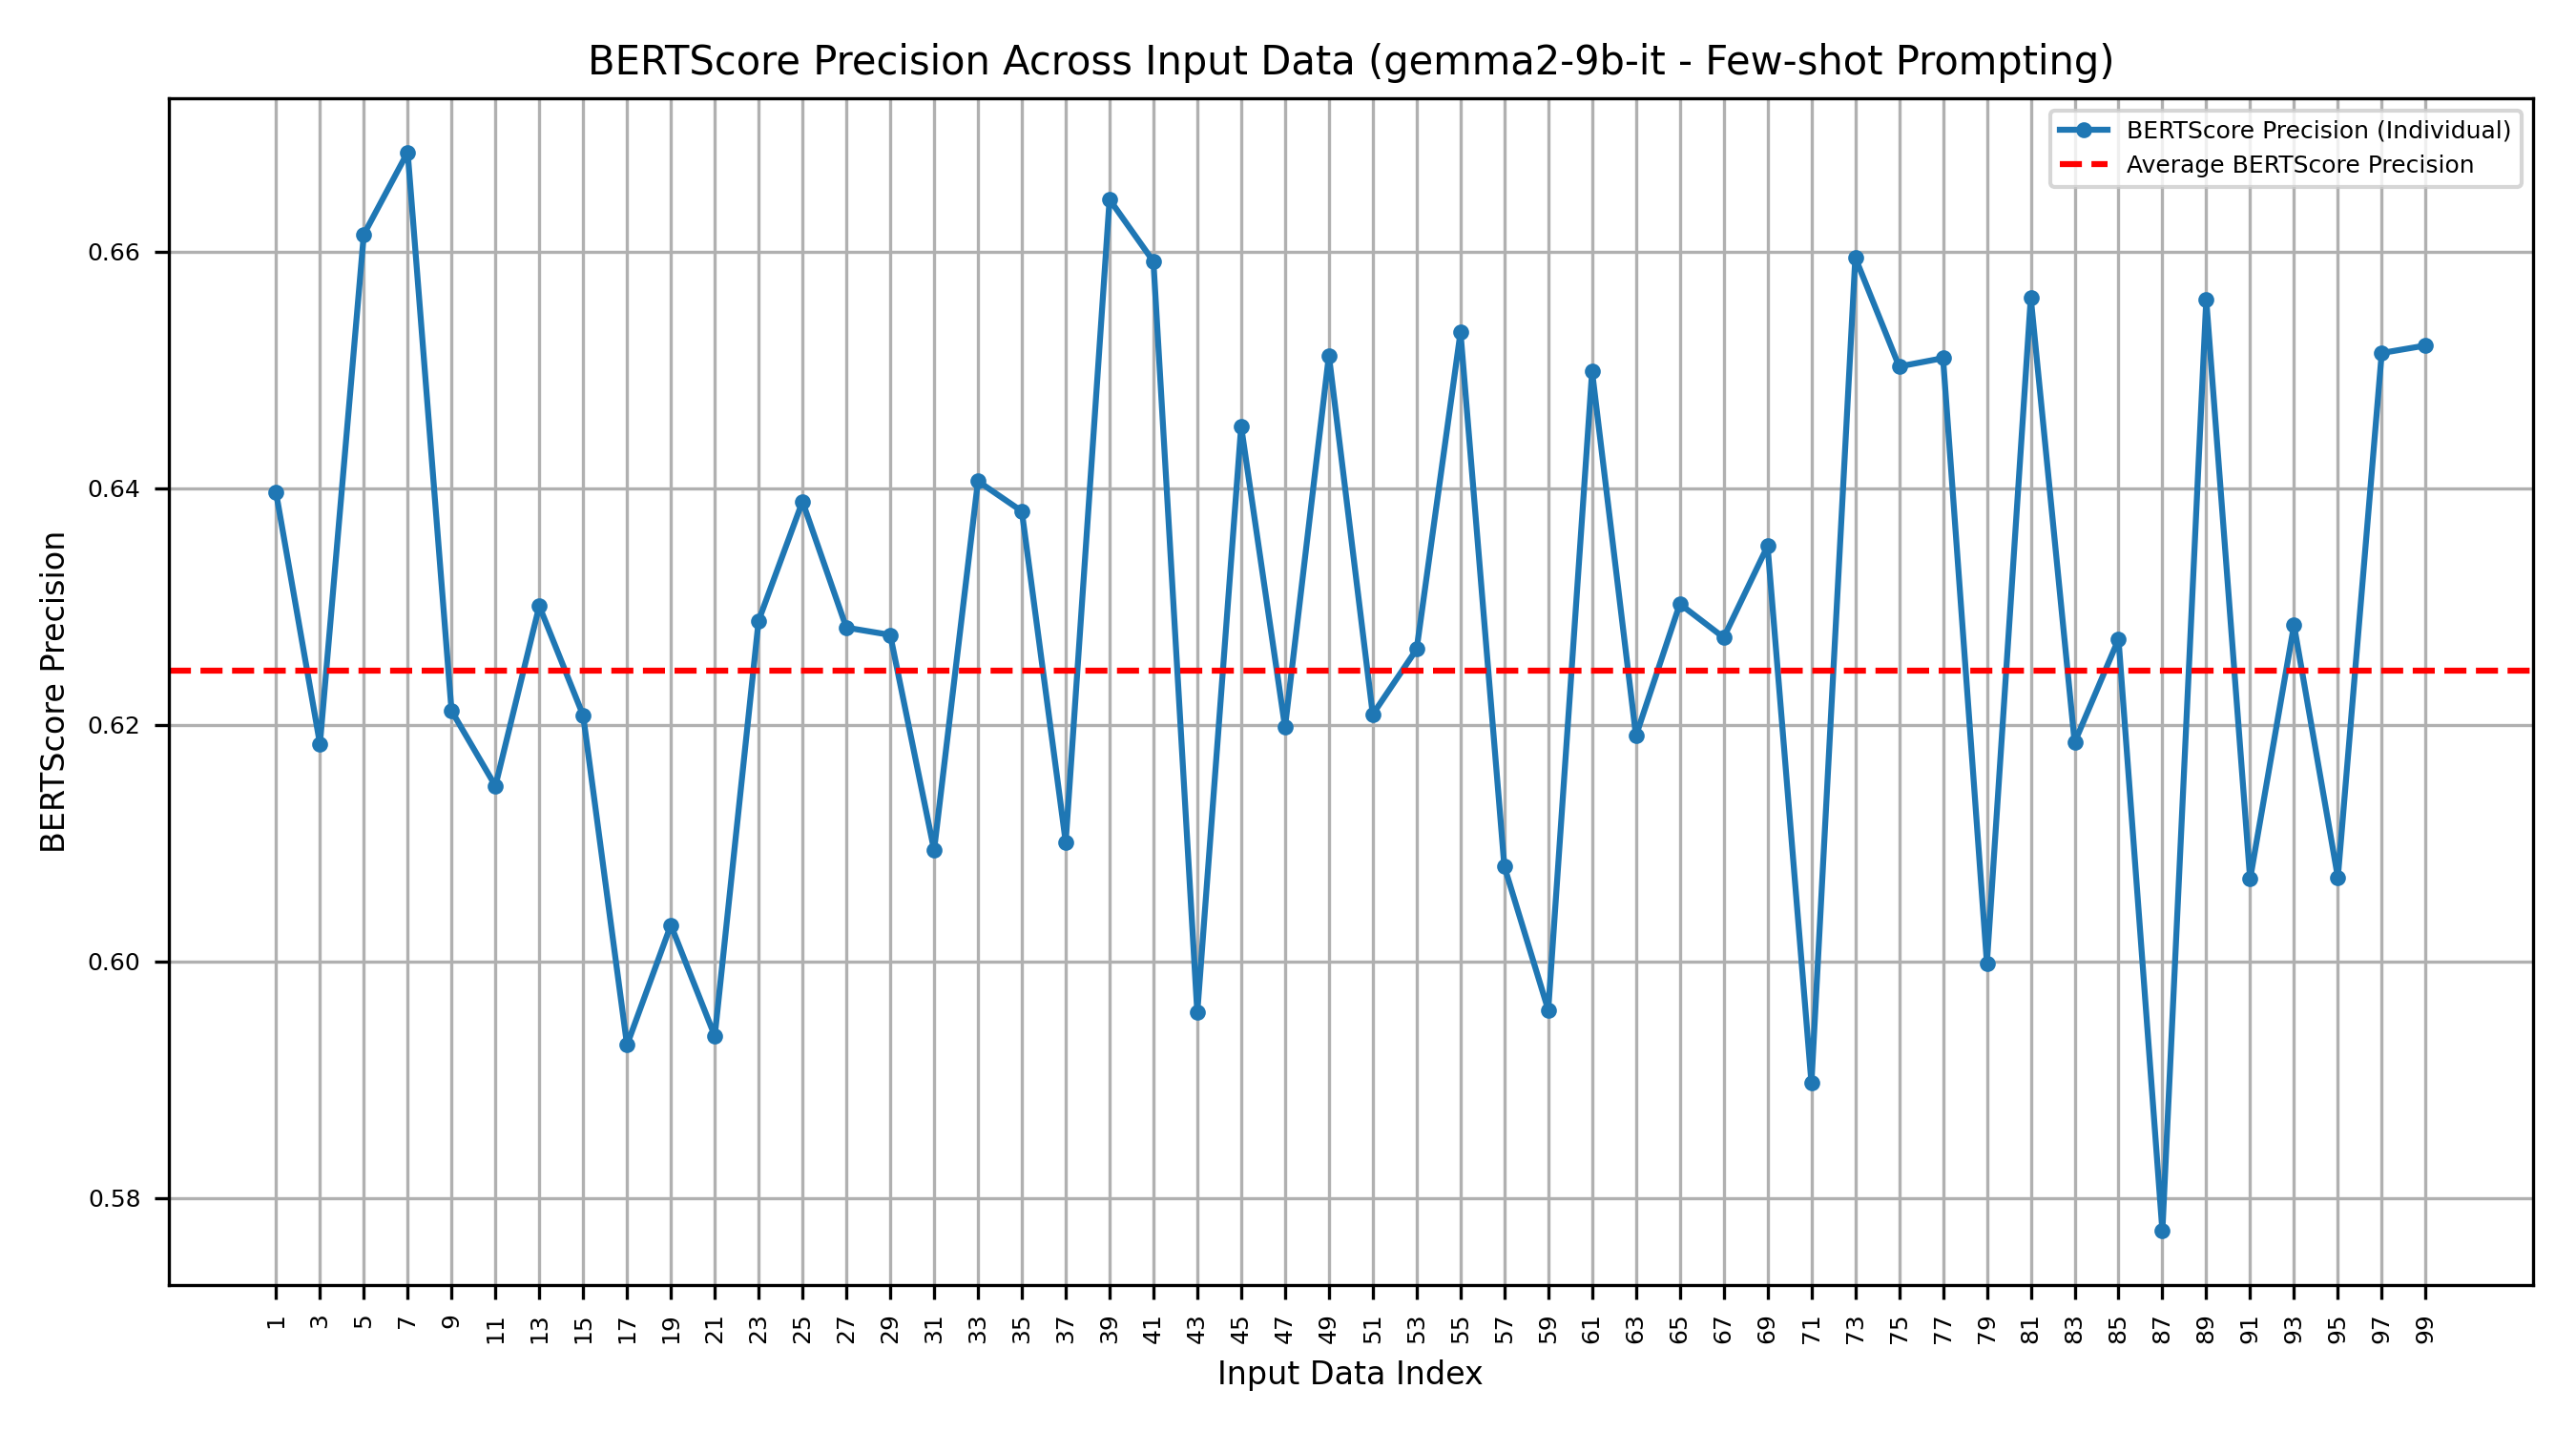 BERTScore Precision Across Input Data (gemma2-9b-it - Few-shot Prompting)
BERTScore Precision (Individual)
Average BERTScore Precision
BERTScore Precision
0.66
0.64
0.62
0.60
0.58
1 3 5 7 9 11 13 15 17 19 21 23 25 27 29 31 33 35 37 39 41 43 45 47 49 51 53 55 57 59 61 63 65 67 69 71 73 75 77 79 81 83 85 87 89 91 93 95 97 99
Input Data Index